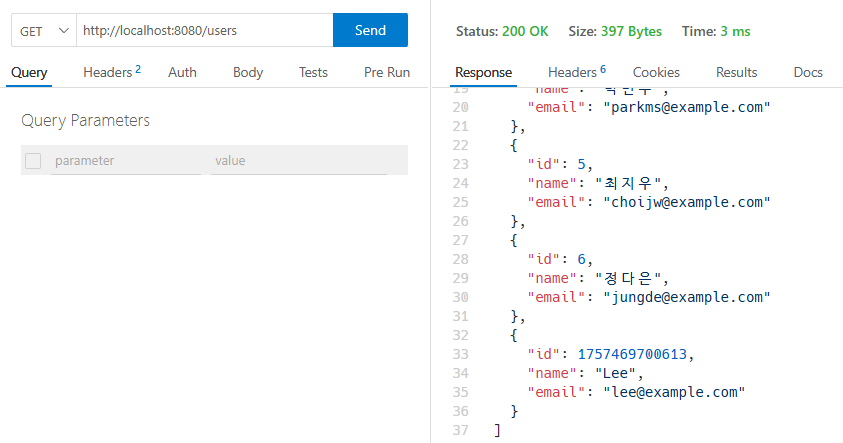 GET http://localhost:8080/users Send
Query Headers 2 Auth Body Tests Pre Run
Query Parameters
parameter value
Status: 200 OK Size: 397 Bytes Time: 3 ms
Response Headers 6 Cookies Results Docs
20 "email": "parkms@example.com"
21 },
22 {
23 "id": 5,
24 "name": "최지우",
25 "email": "choijw@example.com"
26 },
27 {
28 "id": 6,
29 "name": "정다은",
30 "email": "jungde@example.com"
31 },
32 {
33 "id": 1757469700613,
34 "name": "Lee",
35 "email": "lee@example.com"
36 }
37 ]